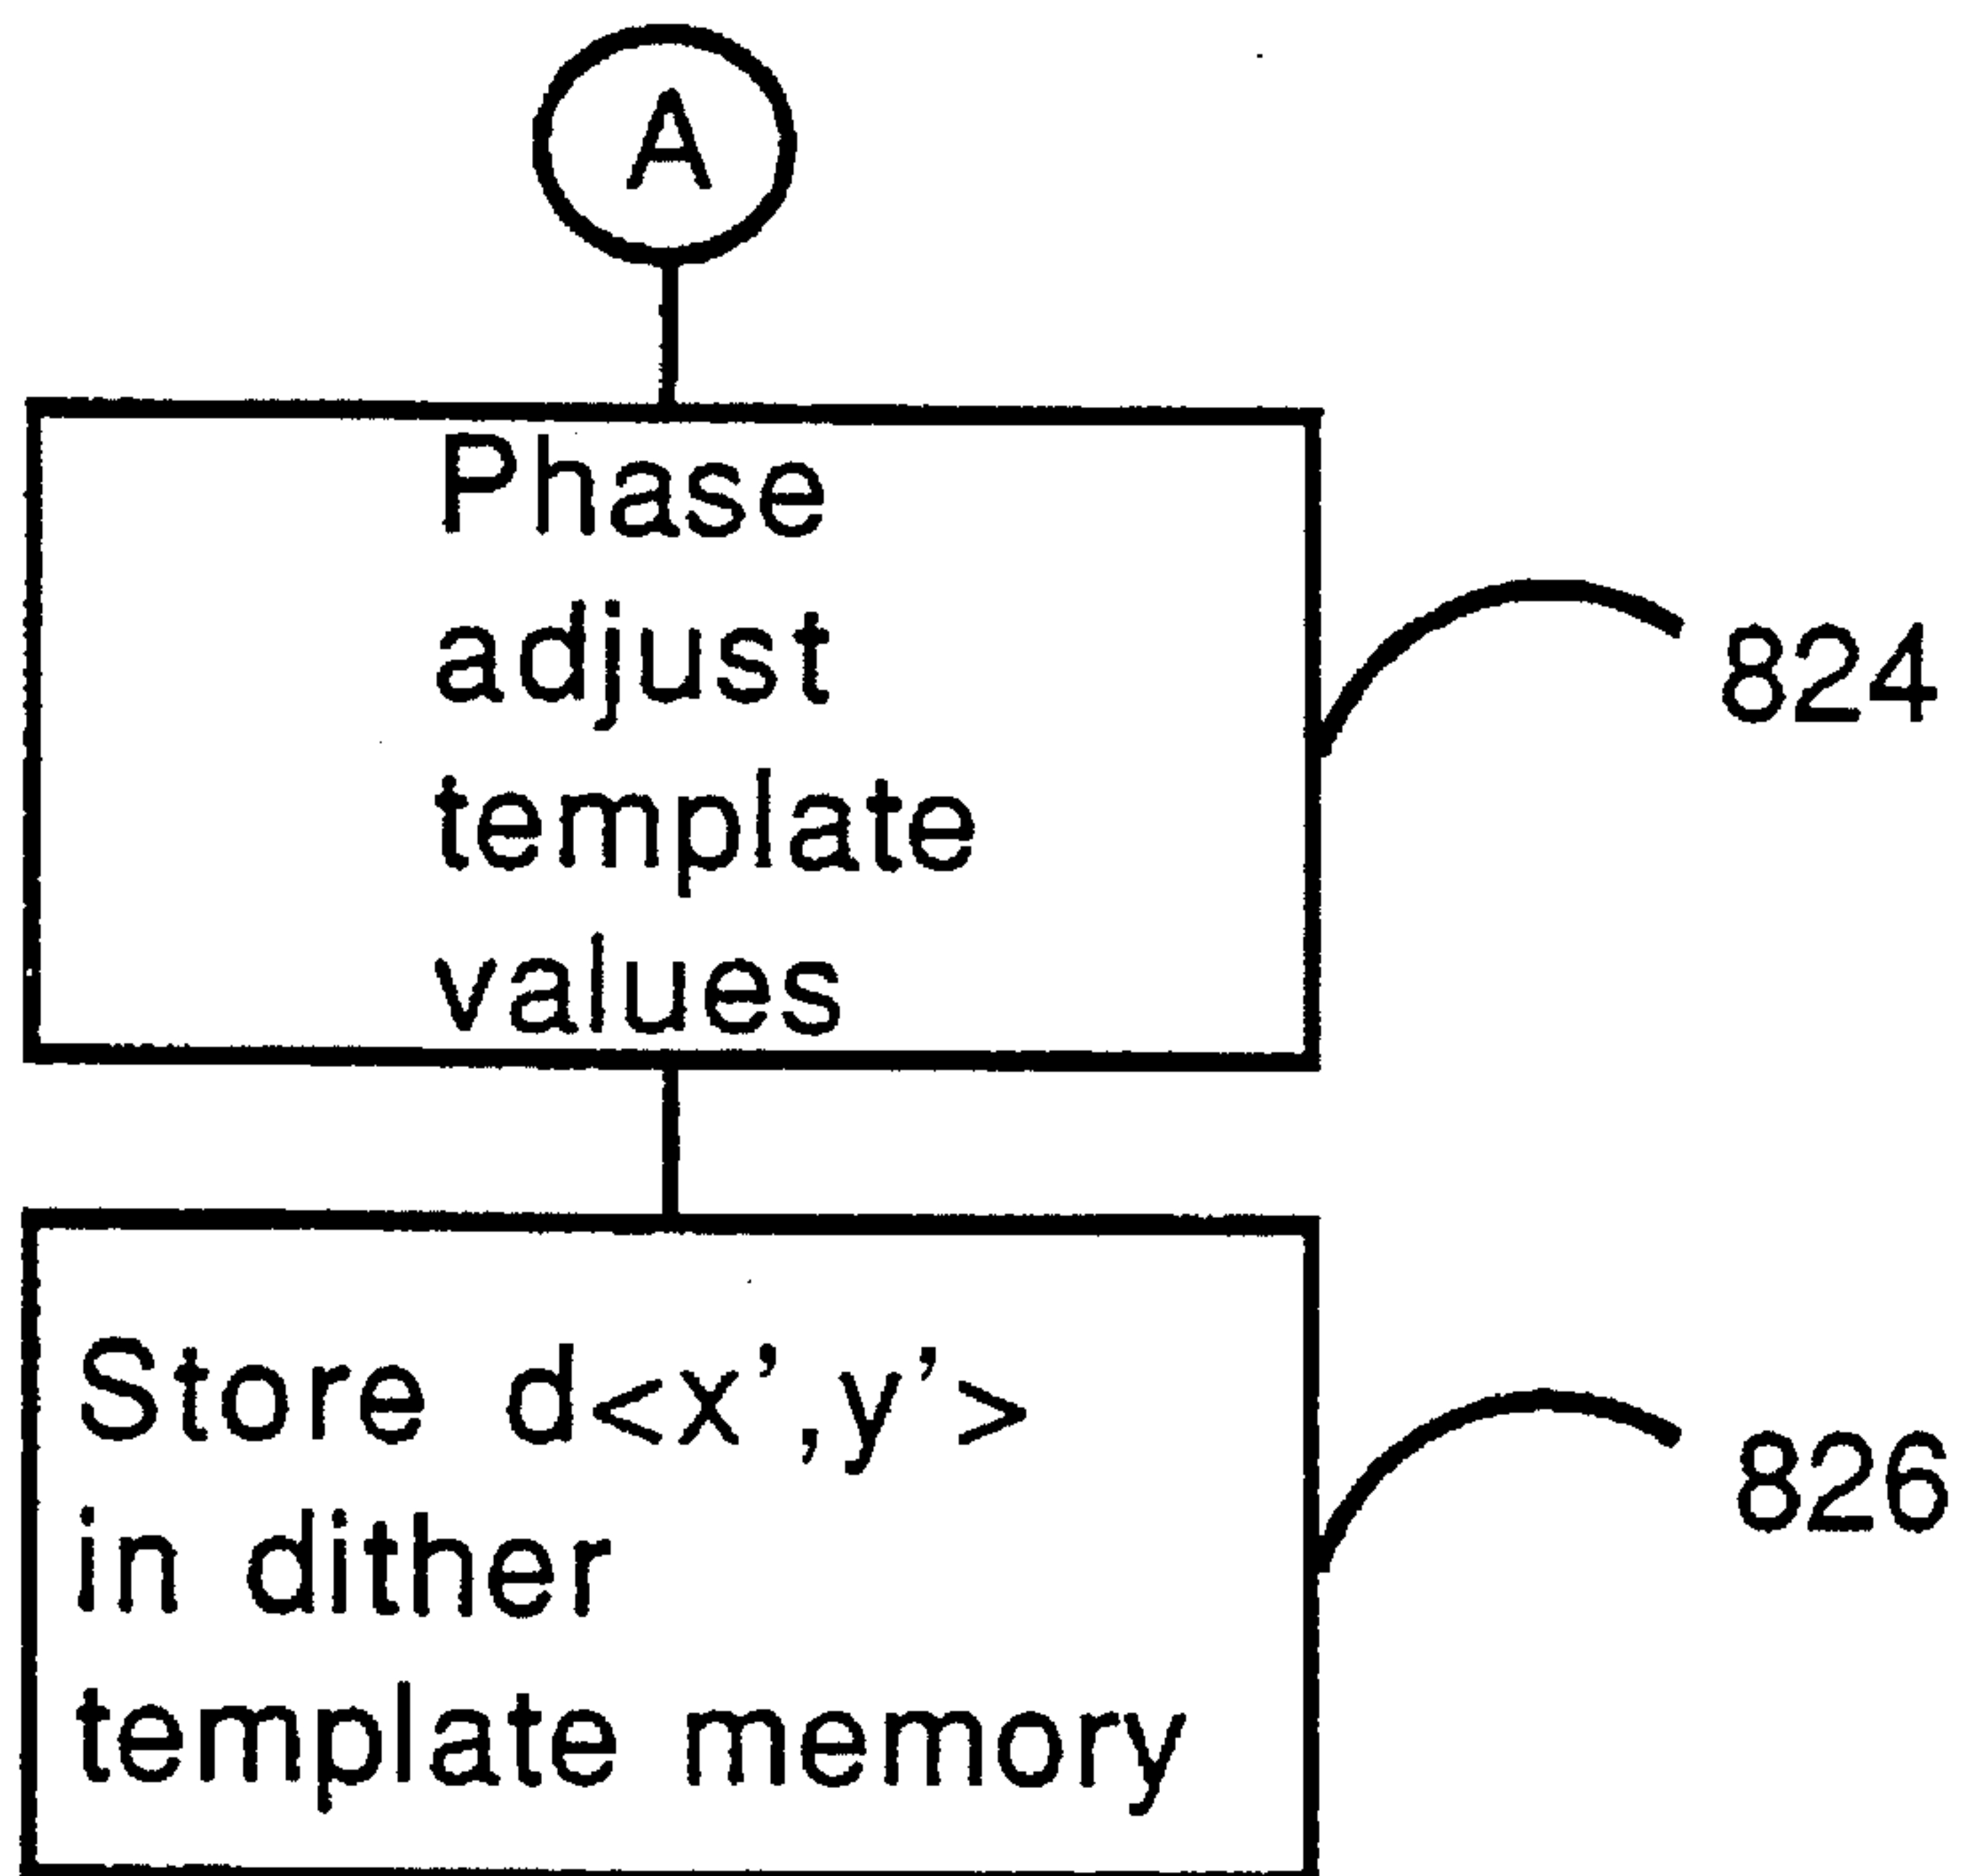 A
Phase
adjust
template
values
824
Store d<x',y'>
in dither
template memory
826